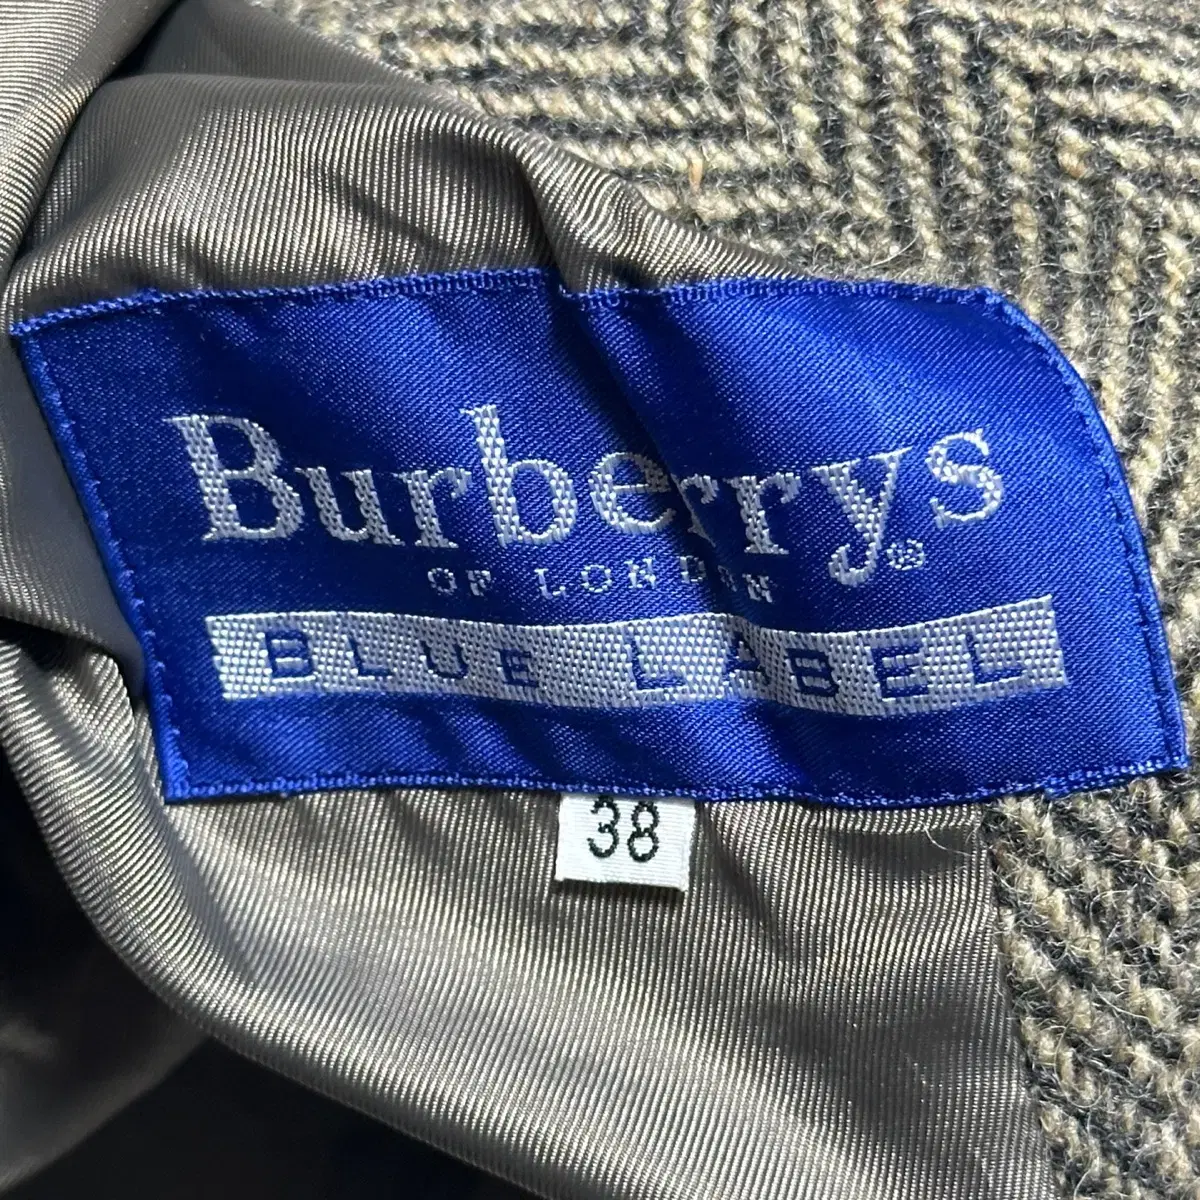 Burberrys®
OF LONDON
BLUE LABEL
38